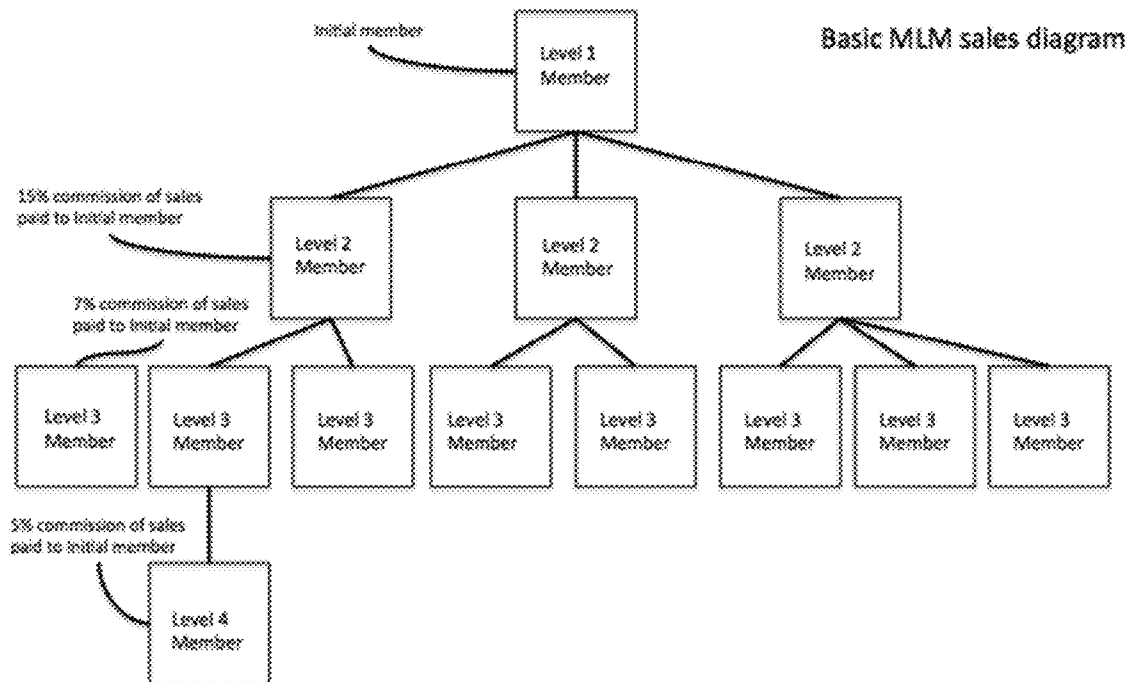 Initial member
Basic MLM sales diagram
Level 1
Member
15% commission of sales
paid to Initial member
Level 2
Member
Level 2
Member
Level 2
Member
7% commission of sales
paid to Initial member
Level 3
Member
Level 3
Member
Level 3
Member
Level 3
Member
Level 3
Member
Level 3
Member
Level 3
Member
Level 3
Member
5% commission of sales
paid to Initial member
Level 4
Member